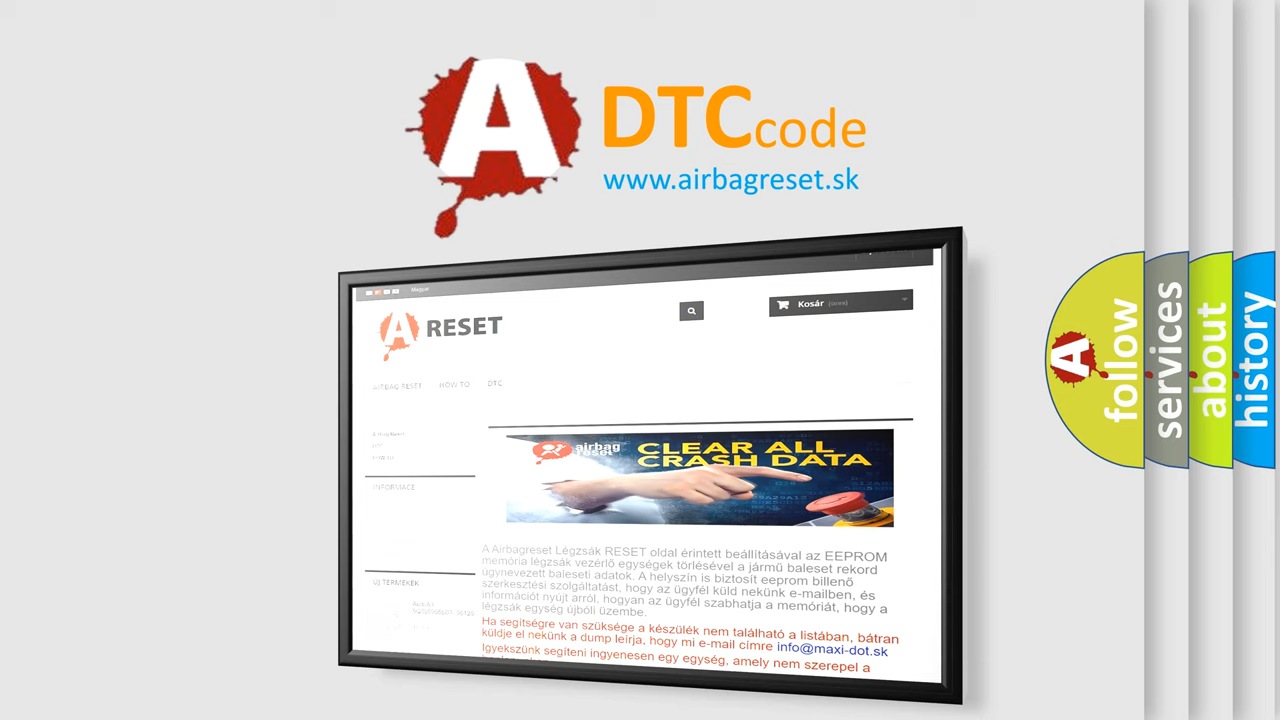 A DTC code
www.airbagreset.sk
Magyar
A RESET
Kosár
AIRBAG RESET HOW TO DTC
INFORMACE
ÚJ TERMÉKEK
airbag
reset
CLEAR ALL
CRASH DATA
A Airbagreset Légzsák RESET oldal érintett beállításával az EEPROM
memória légzsák vezérlő egységek törlésével a jármű baleset rekord
úgynevezett baleseti adatok. A helyszín is biztosít eeprom billenő
szerkesztési szolgáltatást, hogy az ügyfél küld nekünk e-mailben, és
információt nyújt arról, hogyan az ügyfél szabhatja a memóriát, hogy a
légzsák egység újbóli üzembe.
Ha segítségre van szüksége a készülék nem található a listában, bátran
küldje el nekünk a dump leírja, hogy mi e-mail címre info@maxi-dot.sk
Igyekszünk segíteni ingyenesen egy egység, amely nem szerepel a
A follow
services
about
history